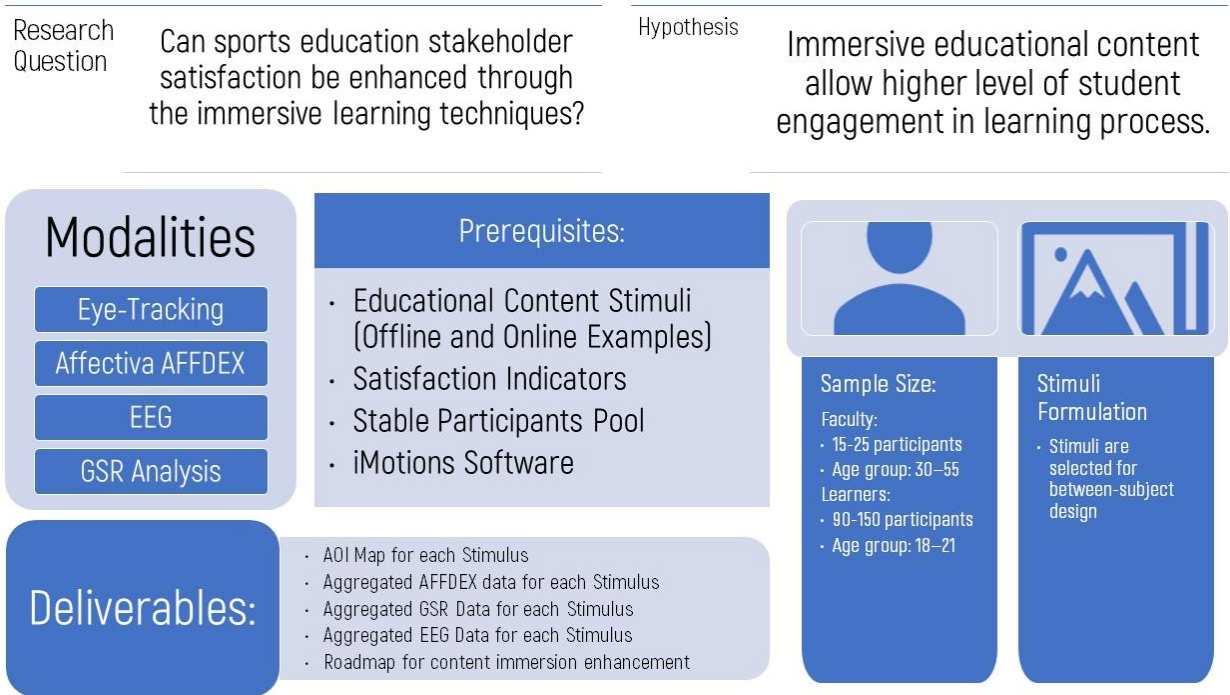 Research
Question
Can sports education stakeholder
satisfaction be enhanced through
the immersive learning techniques?
Hypothesis
Immersive educational content
allow higher level of student
engagement in learning process.
Modalities
Eye-Tracking
Affectiva AFFDEX
EEG
GSR Analysis
Prerequisites:
• Educational Content Stimuli
(Offline and Online Examples)
• Satisfaction Indicators
• Stable Participants Pool
• iMotions Software
Sample Size:
Faculty:
• 15-25 participants
• Age group: 30–55
Learners:
• 90-150 participants
• Age group: 18–21
Stimuli
Formulation
• Stimuli are
selected for
between-subject
design
Deliverables:
• AOI Map for each Stimulus
• Aggregated AFFDEX data for each Stimulus
• Aggregated GSR Data for each Stimulus
• Aggregated EEG Data for each Stimulus
• Roadmap for content immersion enhancement